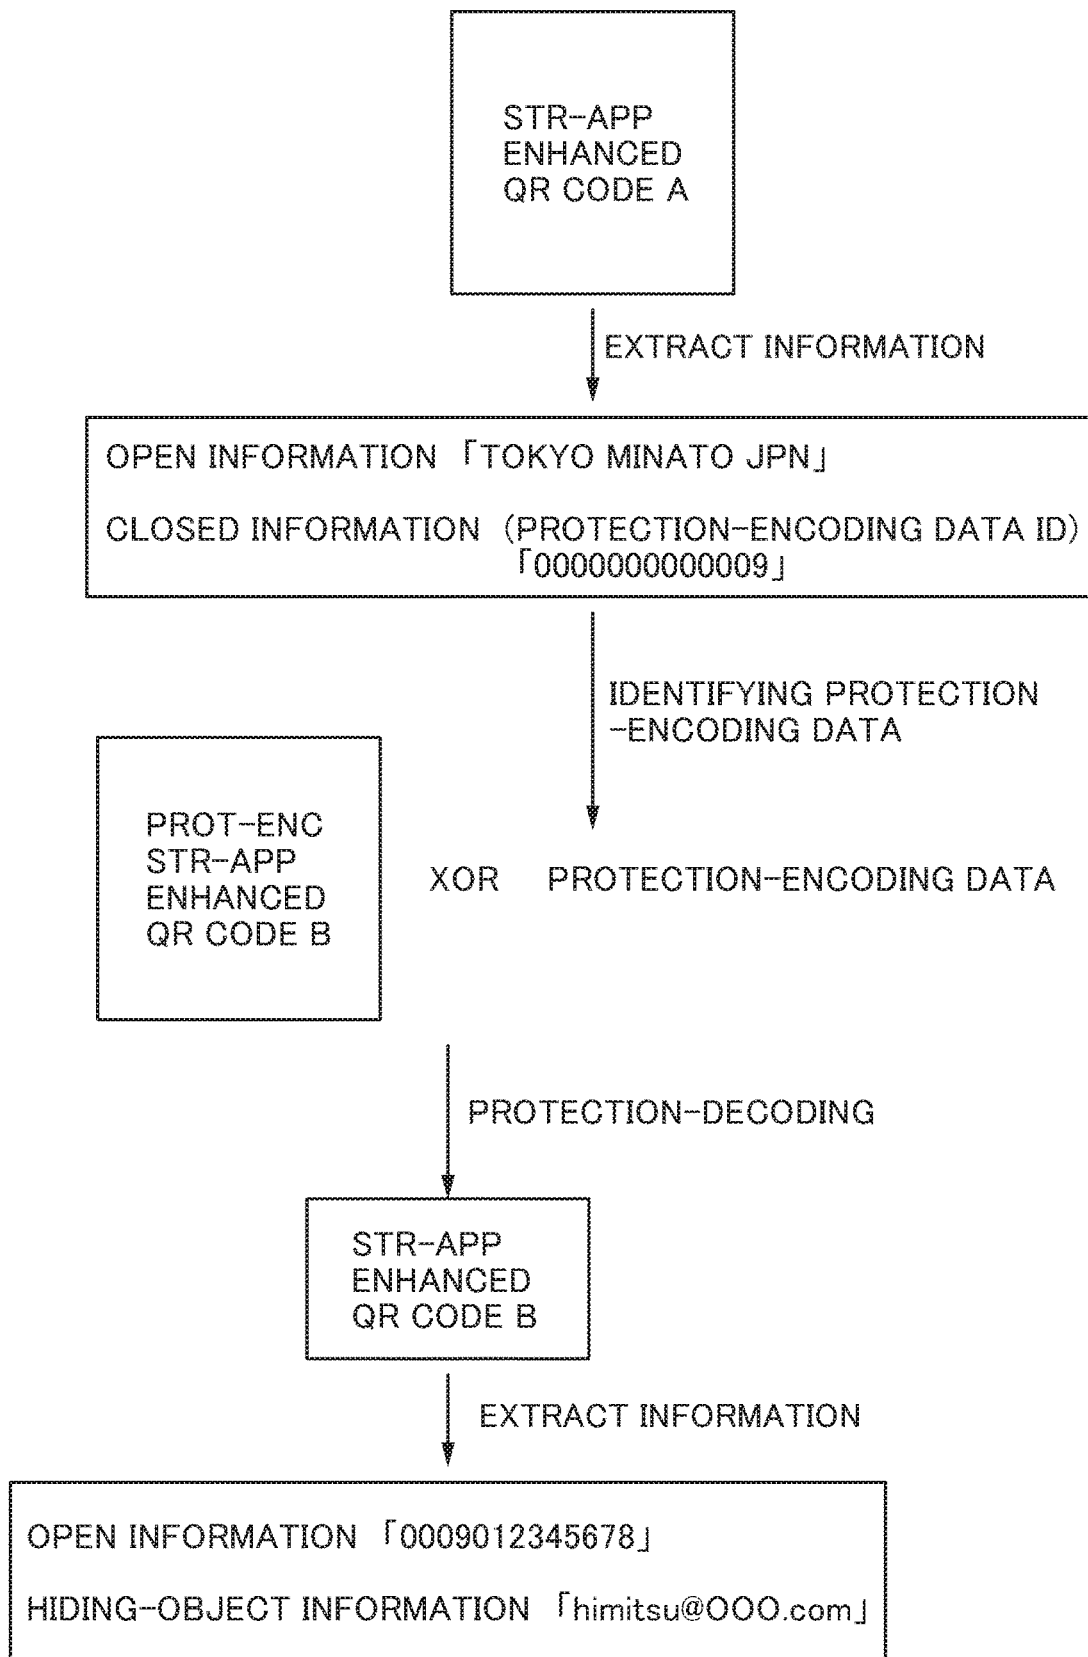 STR-APP
ENHANCED
QR CODE A
EXTRACT INFORMATION
OPEN INFORMATION 「TOKYO MINATO JPN」
CLOSED INFORMATION (PROTECTION-ENCODING DATA ID)
「0000000000009」
IDENTIFYING PROTECTION
-ENCODING DATA
PROT-ENC
STR-APP
ENHANCED
QR CODE B
XOR PROTECTION-ENCODING DATA
PROTECTION-DECODING
STR-APP
ENHANCED
QR CODE B
EXTRACT INFORMATION
OPEN INFORMATION 「0009012345678」
HIDING-OBJECT INFORMATION 「himitsu@OOO.com」